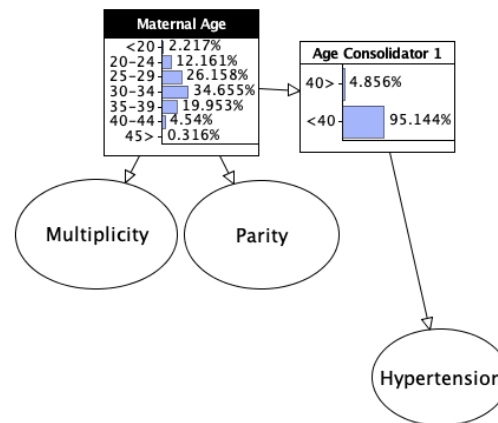 Maternal Age
<20 2.217%
20-24 12.161%
25-29 26.158%
30-34 34.655%
35-39 19.953%
40-44 4.54%
45> 0.316%
Age Consolidator 1
40> 4.856%
<40 95.144%
Multiplicity
Parity
Hypertension